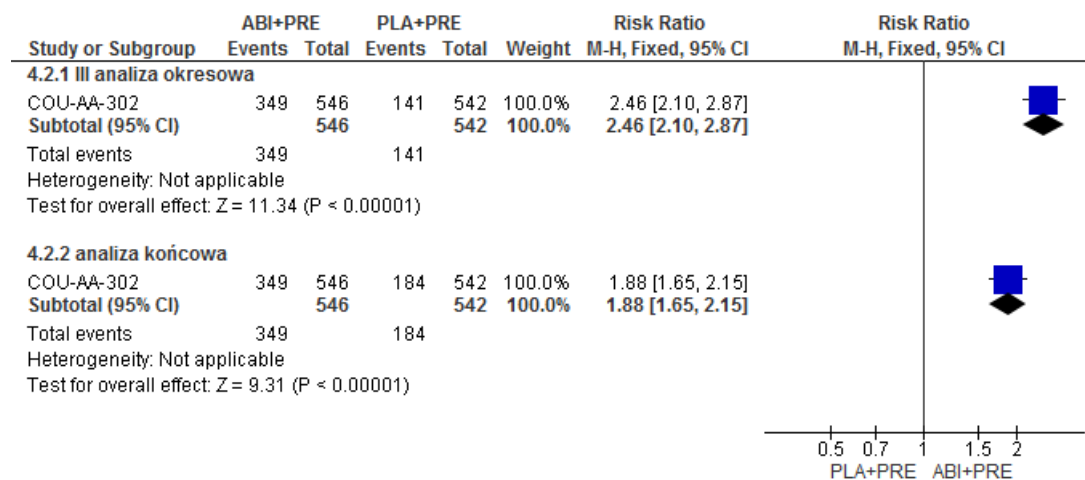 ABI+PRE PLA+PRE Risk Ratio Risk Ratio
Study or Subgroup Events Total Events Total Weight M-H, Fixed, 95% CI M-H, Fixed, 95% CI
4.2.1 III analiza okresowa
COU-AA-302 349 546 141 542 100.0% 2.46 [2.10, 2.87]
Subtotal (95% CI) 546 542 100.0% 2.46 [2.10, 2.87]
Total events 349 141
Heterogeneity: Not applicable
Test for overall effect: Z = 11.34 (P < 0.00001)
4.2.2 analiza końcowa
COU-AA-302 349 546 184 542 100.0% 1.88 [1.65, 2.15]
Subtotal (95% CI) 546 542 100.0% 1.88 [1.65, 2.15]
Total events 349 184
Heterogeneity: Not applicable
Test for overall effect: Z = 9.31 (P < 0.00001)
0.5 0.7 1 1.5 2
PLA+PRE ABI+PRE